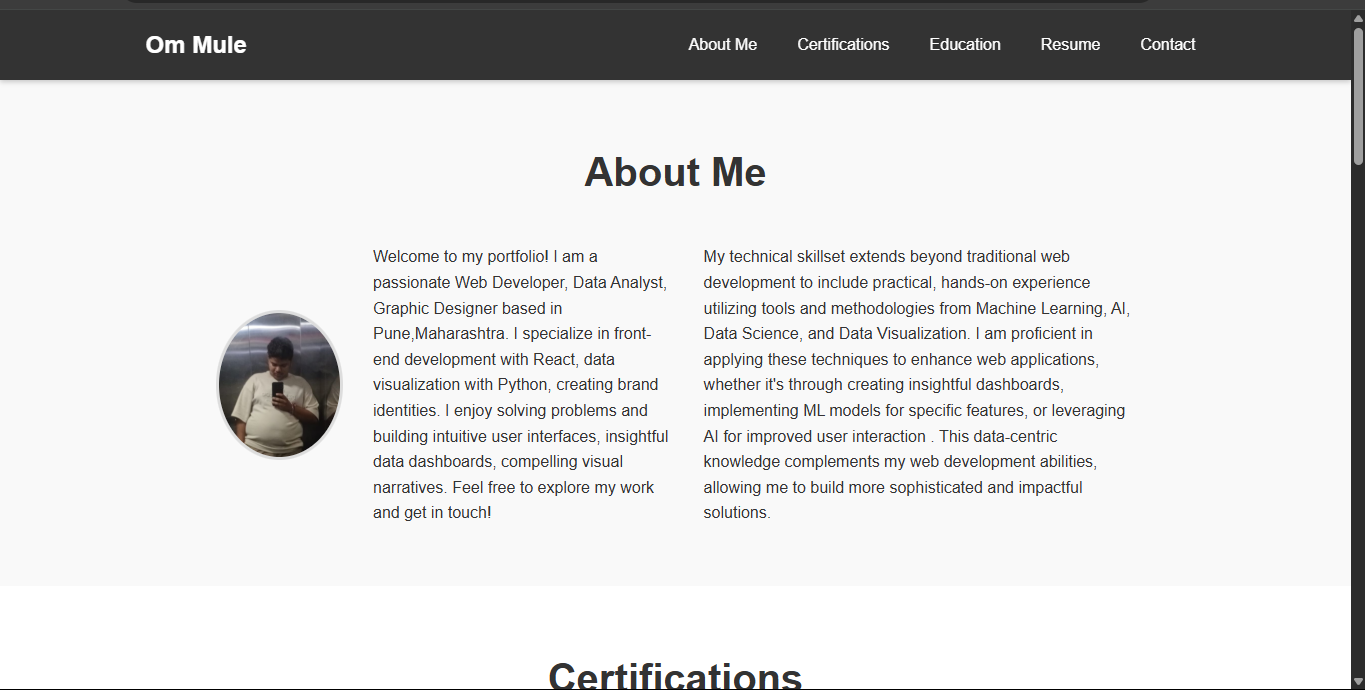 Om Mule
About Me
Certifications
Education
Resume
Contact
About Me
Welcome to my portfolio! I am a
passionate Web Developer, Data Analyst,
Graphic Designer based in
Pune,Maharashtra. I specialize in front-
end development with React, data
visualization with Python, creating brand
identities. I enjoy solving problems and
building intuitive user interfaces, insightful
data dashboards, compelling visual
narratives. Feel free to explore my work
and get in touch!
My technical skillset extends beyond traditional web
development to include practical, hands-on experience
utilizing tools and methodologies from Machine Learning, AI,
Data Science, and Data Visualization. I am proficient in
applying these techniques to enhance web applications,
whether it's through creating insightful dashboards,
implementing ML models for specific features, or leveraging
AI for improved user interaction . This data-centric
knowledge complements my web development abilities,
allowing me to build more sophisticated and impactful
solutions.
Certifications